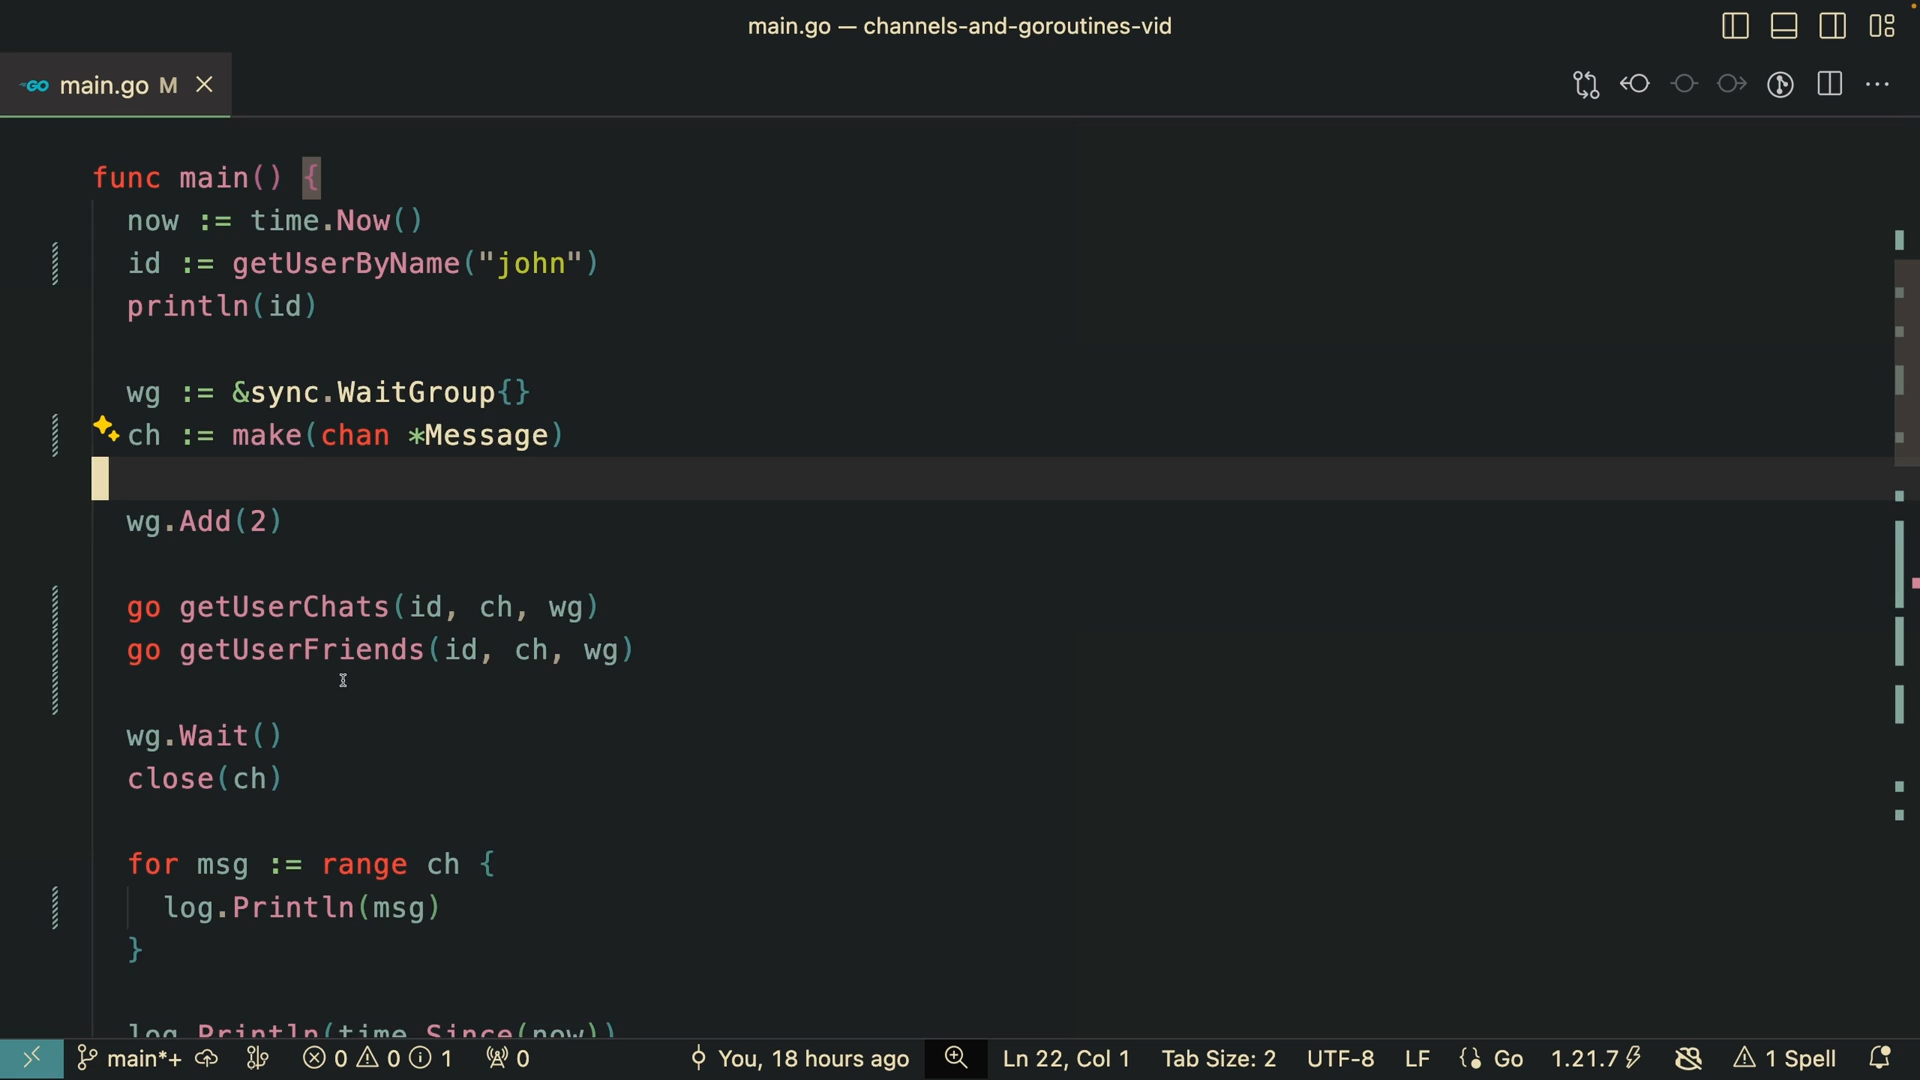 main.go — channels-and-goroutines-vid
GO main.go M
func main() {
now := time.Now()
id := getUserByName("john")
println(id)
wg := &sync.WaitGroup{}
ch := make(chan *Message)
wg.Add(2)
go getUserChats(id, ch, wg)
go getUserFriends(id, ch, wg)
wg.Wait()
close(ch)
for msg := range ch {
log.Println(msg)
}
log.Println(time.Since(now))
main*+ 0 0 1 0 You, 18 hours ago Ln 22, Col 1 Tab Size: 2 UTF-8 LF Go 1.21.7 1 Spell